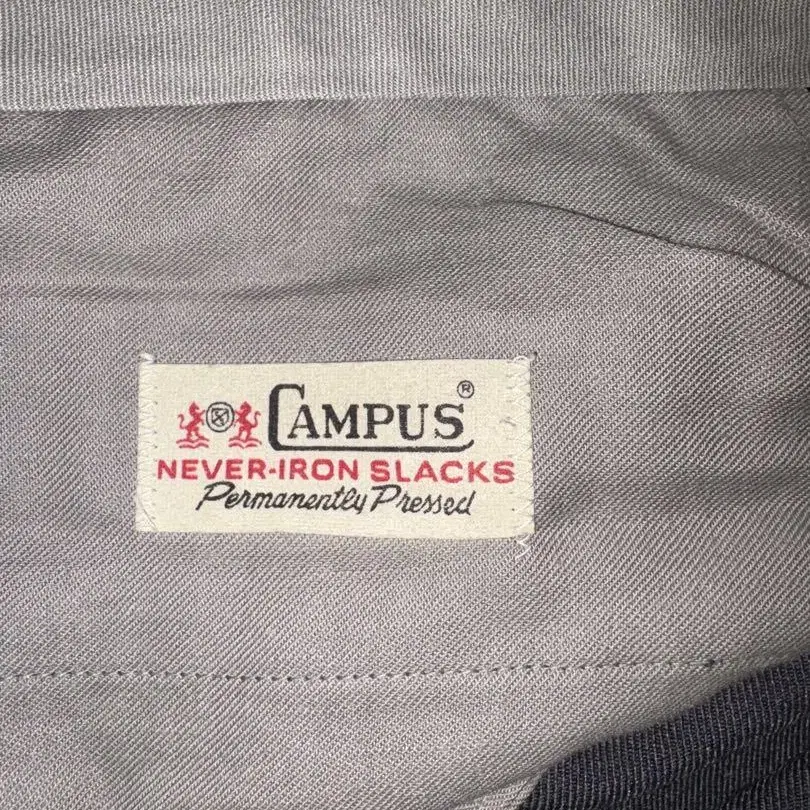 CAMPUS®
NEVER-IRON SLACKS
Permanently Pressed